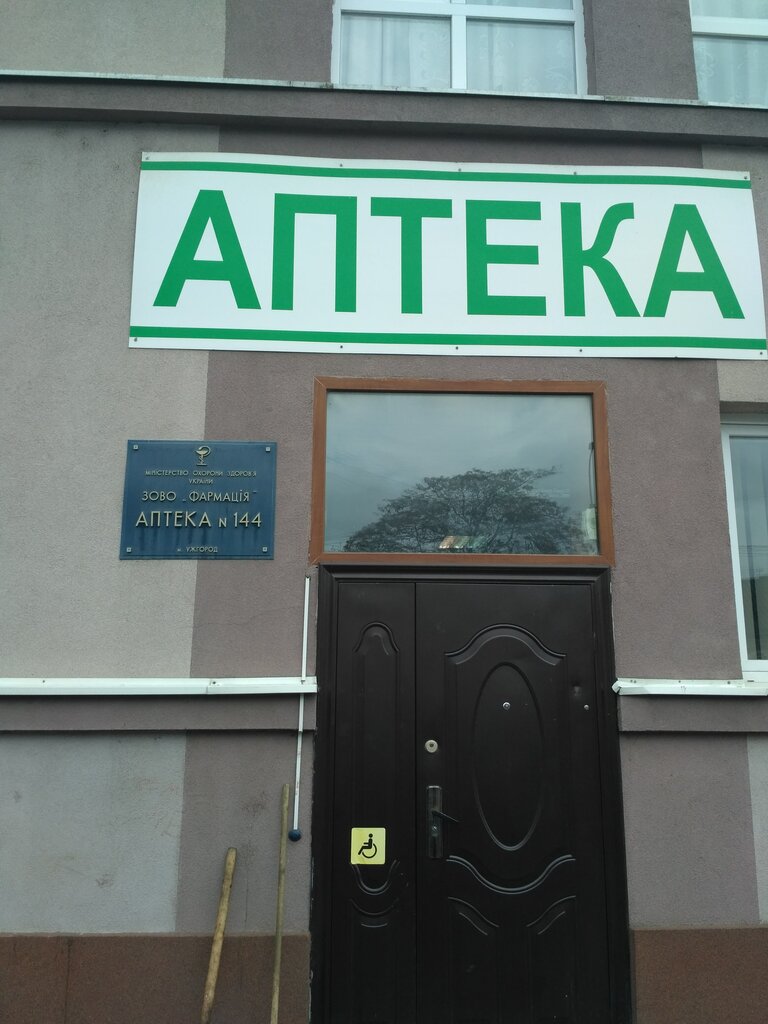 АПТЕКА
МІНІСТЕРСТВО ОХОРОНИ ЗДОРОВ'Я
УКРАЇНИ
ЗОВО „ФАРМАЦІЯ"
АПТЕКА N 144
м. УЖГОРОД